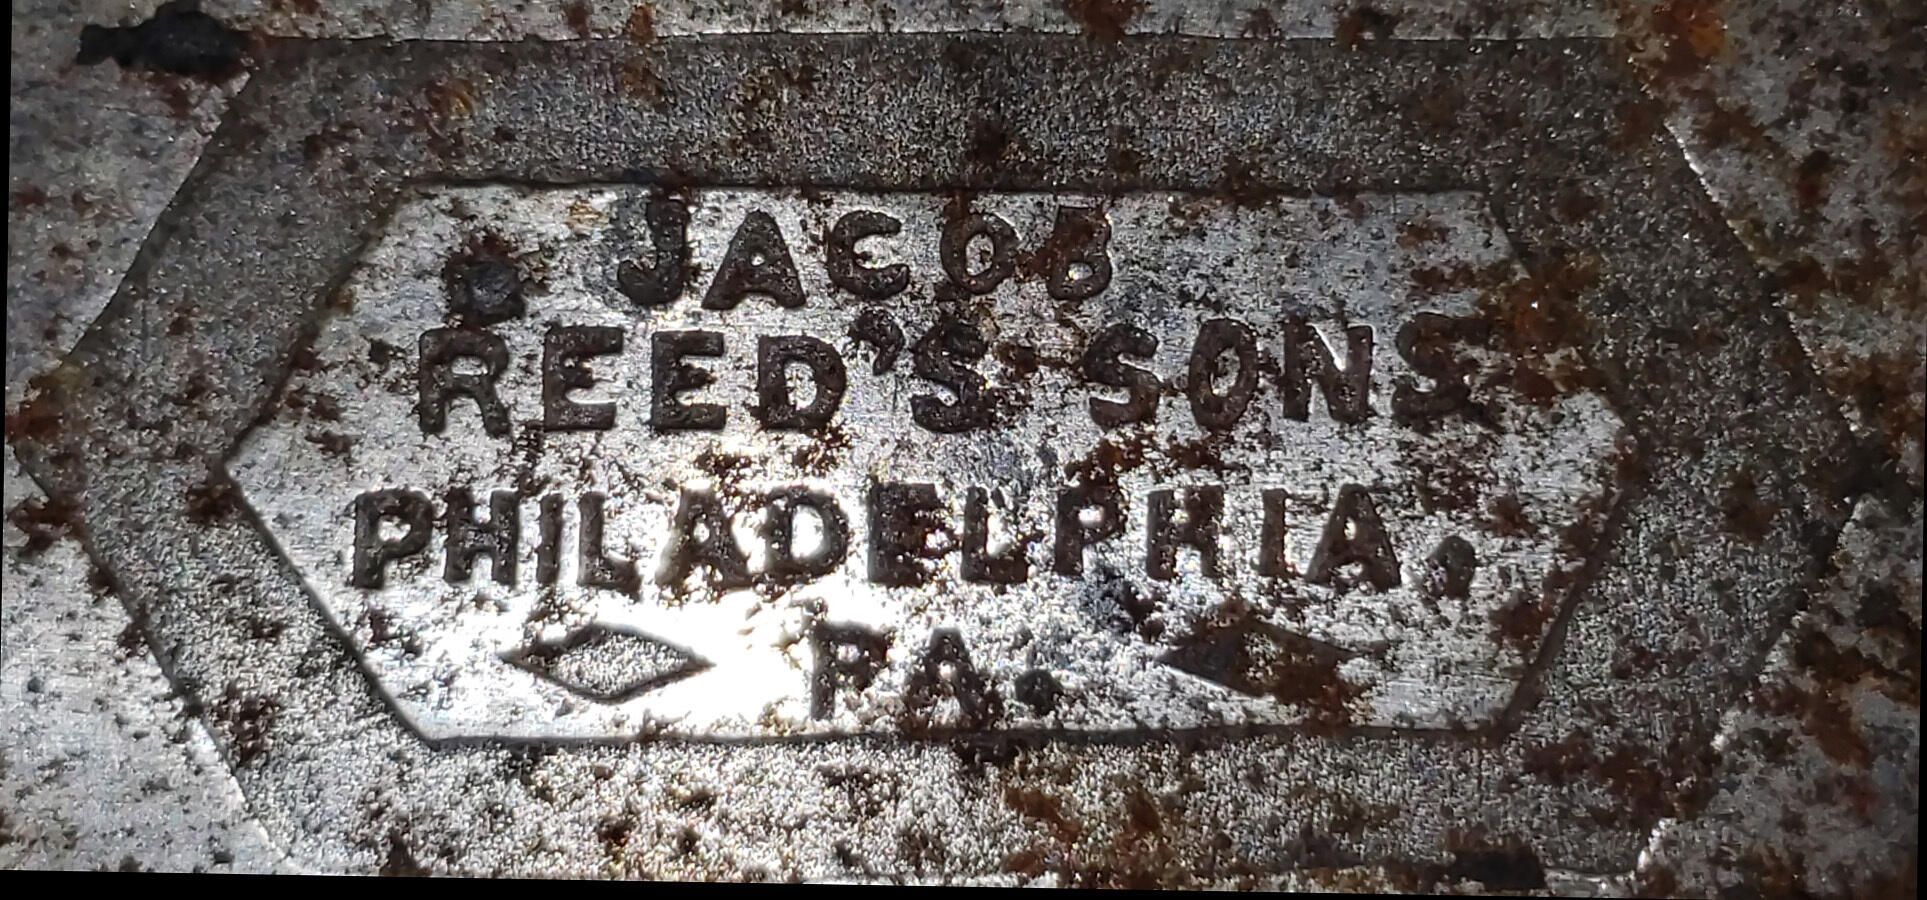 JACOB
REED'S SONS
PHILADELPHIA,
PA.